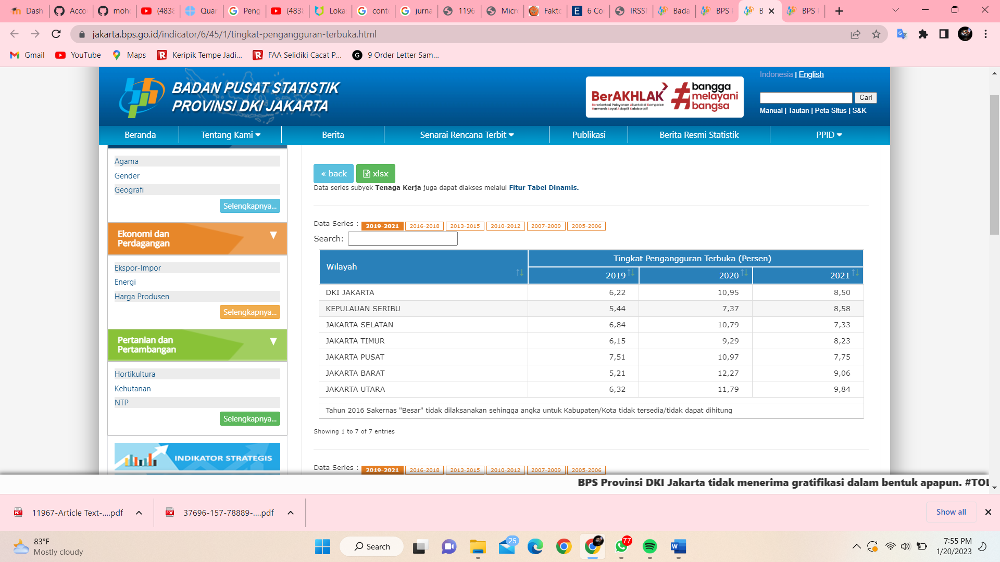 Dash Acco moh (483 Quar Peng (483 Loka cont jurna 1196 Micr Fakto 6 Co IRSS Bada BPS B BPS
jakarta.bps.go.id/indicator/6/45/1/tingkat-pengangguran-terbuka.html
Gmail YouTube Maps Keripik Tempe Jadi... FAA Selidiki Cacat P... 9 Order Letter Sam...
BADAN PUSAT STATISTIK
PROVINSI DKI JAKARTA
BerAKHLAK
Berorientasi Pelayanan Akuntabel Kompeten
Harmonis Loyal Adaptif Kolaboratif
#bangga
melayani
bangsa
Indonesia | English
Cari
Manual | Tautan | Peta Situs | S&K
Beranda Tentang Kami Berita Senarai Rencana Terbit Publikasi Berita Resmi Statistik PPID
Agama
Gender
Geografi
Selengkapnya...
Ekonomi dan
Perdagangan
Ekspor-Impor
Energi
Harga Produsen
Selengkapnya...
Pertanian dan
Pertambangan
Hortikultura
Kehutanan
NTP
Selengkapnya...
INDIKATOR STRATEGIS
« back xlsx
Data series subyek Tenaga Kerja juga dapat diakses melalui Fitur Tabel Dinamis.
Data Series : 2019-2021 2016-2018 2013-2015 2010-2012 2007-2009 2005-2006
Search:
Wilayah Tingkat Pengangguran Terbuka (Persen)
2019 2020 2021
DKI JAKARTA 6,22 10,95 8,50
KEPULAUAN SERIBU 5,44 7,37 8,58
JAKARTA SELATAN 6,84 10,79 7,33
JAKARTA TIMUR 6,15 9,29 8,23
JAKARTA PUSAT 7,51 10,97 7,75
JAKARTA BARAT 5,21 12,27 9,06
JAKARTA UTARA 6,32 11,79 9,84
Tahun 2016 Sakernas "Besar" tidak dilaksanakan sehingga angka untuk Kabupaten/Kota tidak tersedia/tidak dapat dihitung
Showing 1 to 7 of 7 entries
Data Series : 2019-2021 2016-2018 2013-2015 2010-2012 2007-2009 2005-2006
BPS Provinsi DKI Jakarta tidak menerima gratifikasi dalam bentuk apapun. #TOL
11967-Article Text-....pdf 37696-157-78889-....pdf Show all
83°F
Mostly cloudy
Search
25
77
7:55 PM
1/20/2023